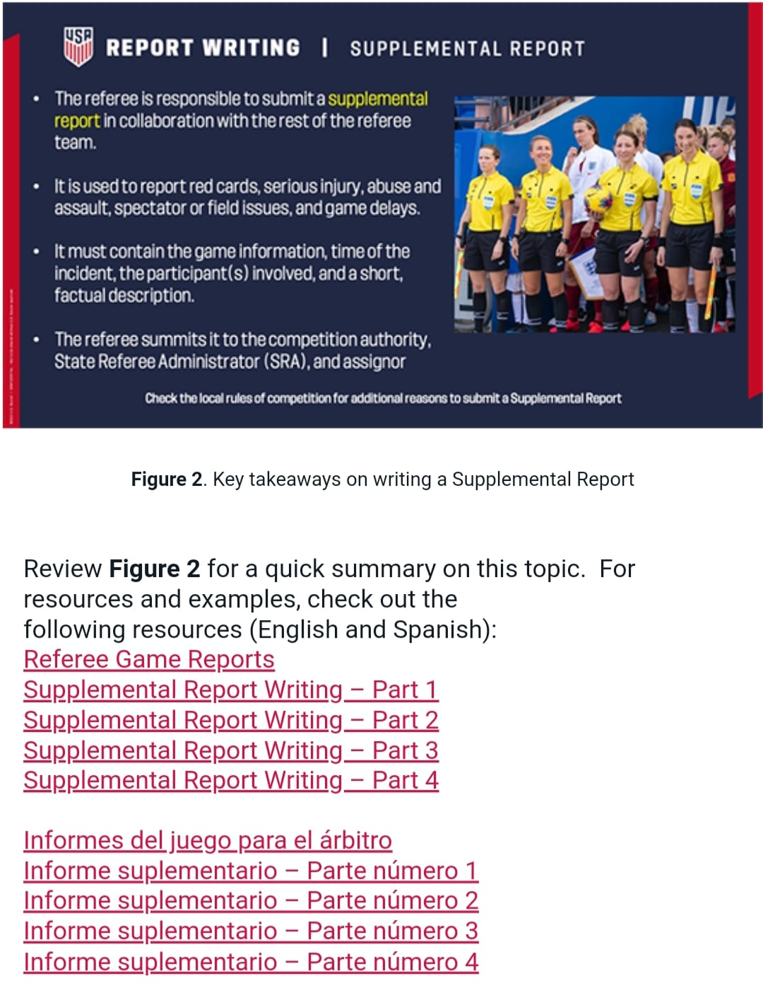 USA
REPORT WRITING | SUPPLEMENTAL REPORT
• The referee is responsible to submit a supplemental
report in collaboration with the rest of the referee
team.
• It is used to report red cards, serious injury, abuse and
assault, spectator or field issues, and game delays.
• It must contain the game information, time of the
incident, the participant(s) involved, and a short,
factual description.
• The referee summits it to the competition authority,
State Referee Administrator (SRA), and assignor
Check the local rules of competition for additional reasons to submit a Supplemental Report
Figure 2. Key takeaways on writing a Supplemental Report
Review Figure 2 for a quick summary on this topic.  For
resources and examples, check out the
following resources (English and Spanish):
Referee Game Reports
Supplemental Report Writing – Part 1
Supplemental Report Writing – Part 2
Supplemental Report Writing – Part 3
Supplemental Report Writing – Part 4
Informes del juego para el árbitro
Informe suplementario – Parte número 1
Informe suplementario – Parte número 2
Informe suplementario – Parte número 3
Informe suplementario – Parte número 4